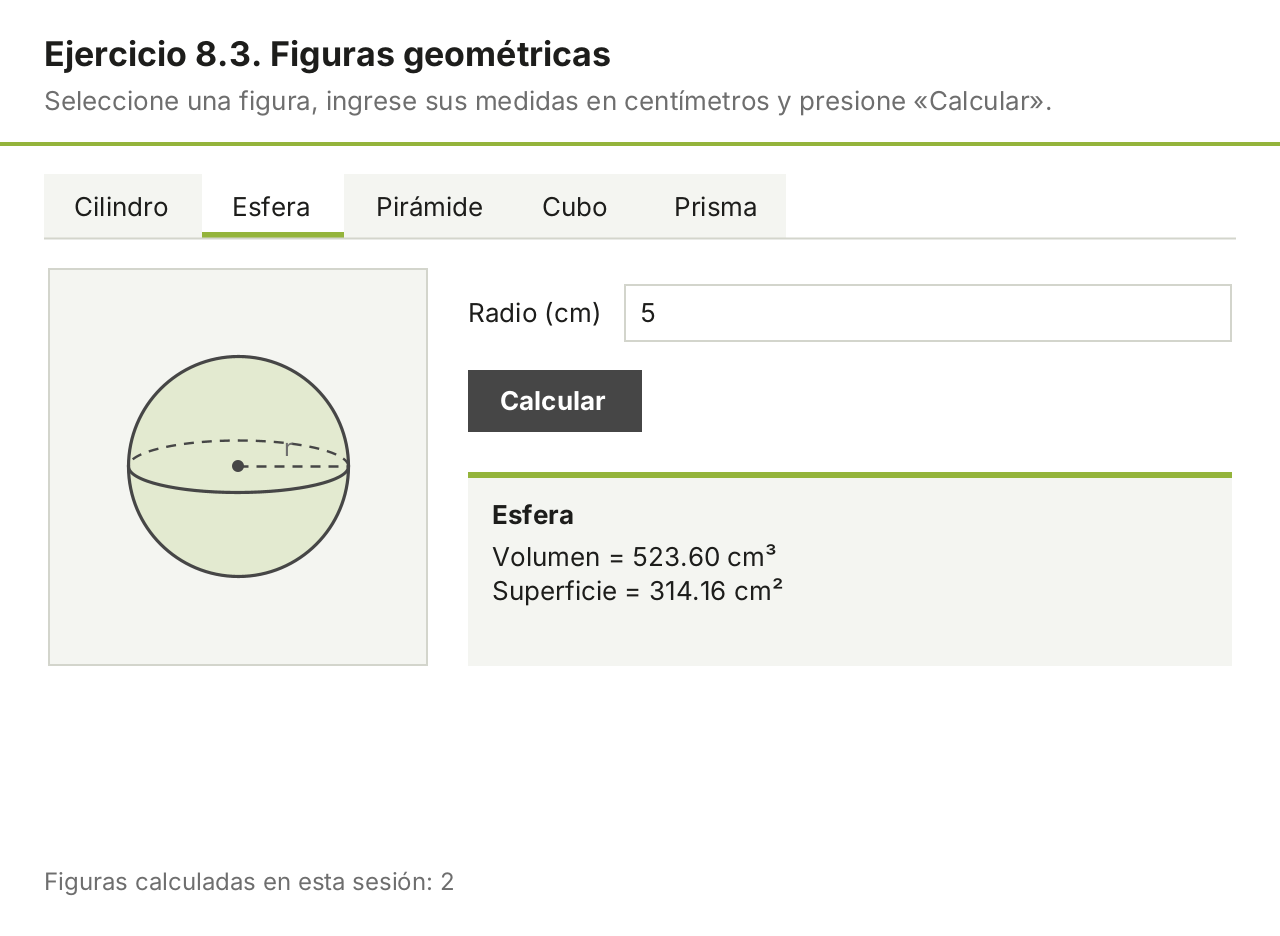 Ejercicio 8.3. Figuras geométricas
Seleccione una figura, ingrese sus medidas en centímetros y presione «Calcular».
Cilindro Esfera Pirámide Cubo Prisma
Radio (cm) 5
Calcular
r
Esfera
Volumen = 523.60 cm³
Superficie = 314.16 cm²
Figuras calculadas en esta sesión: 2